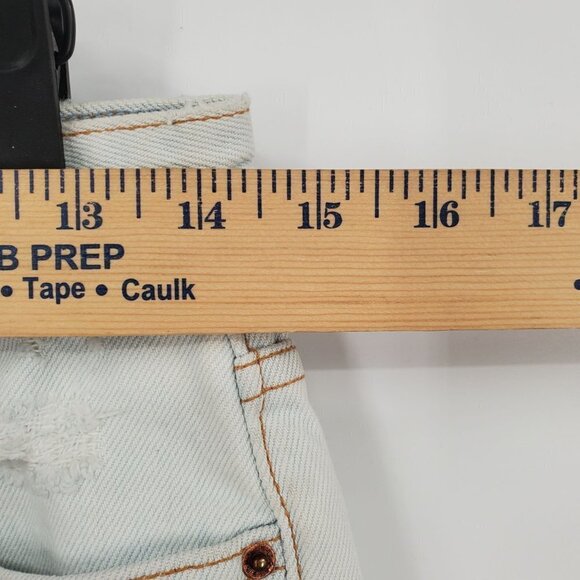 13 14 15 16 17
B PREP
• Tape • Caulk •